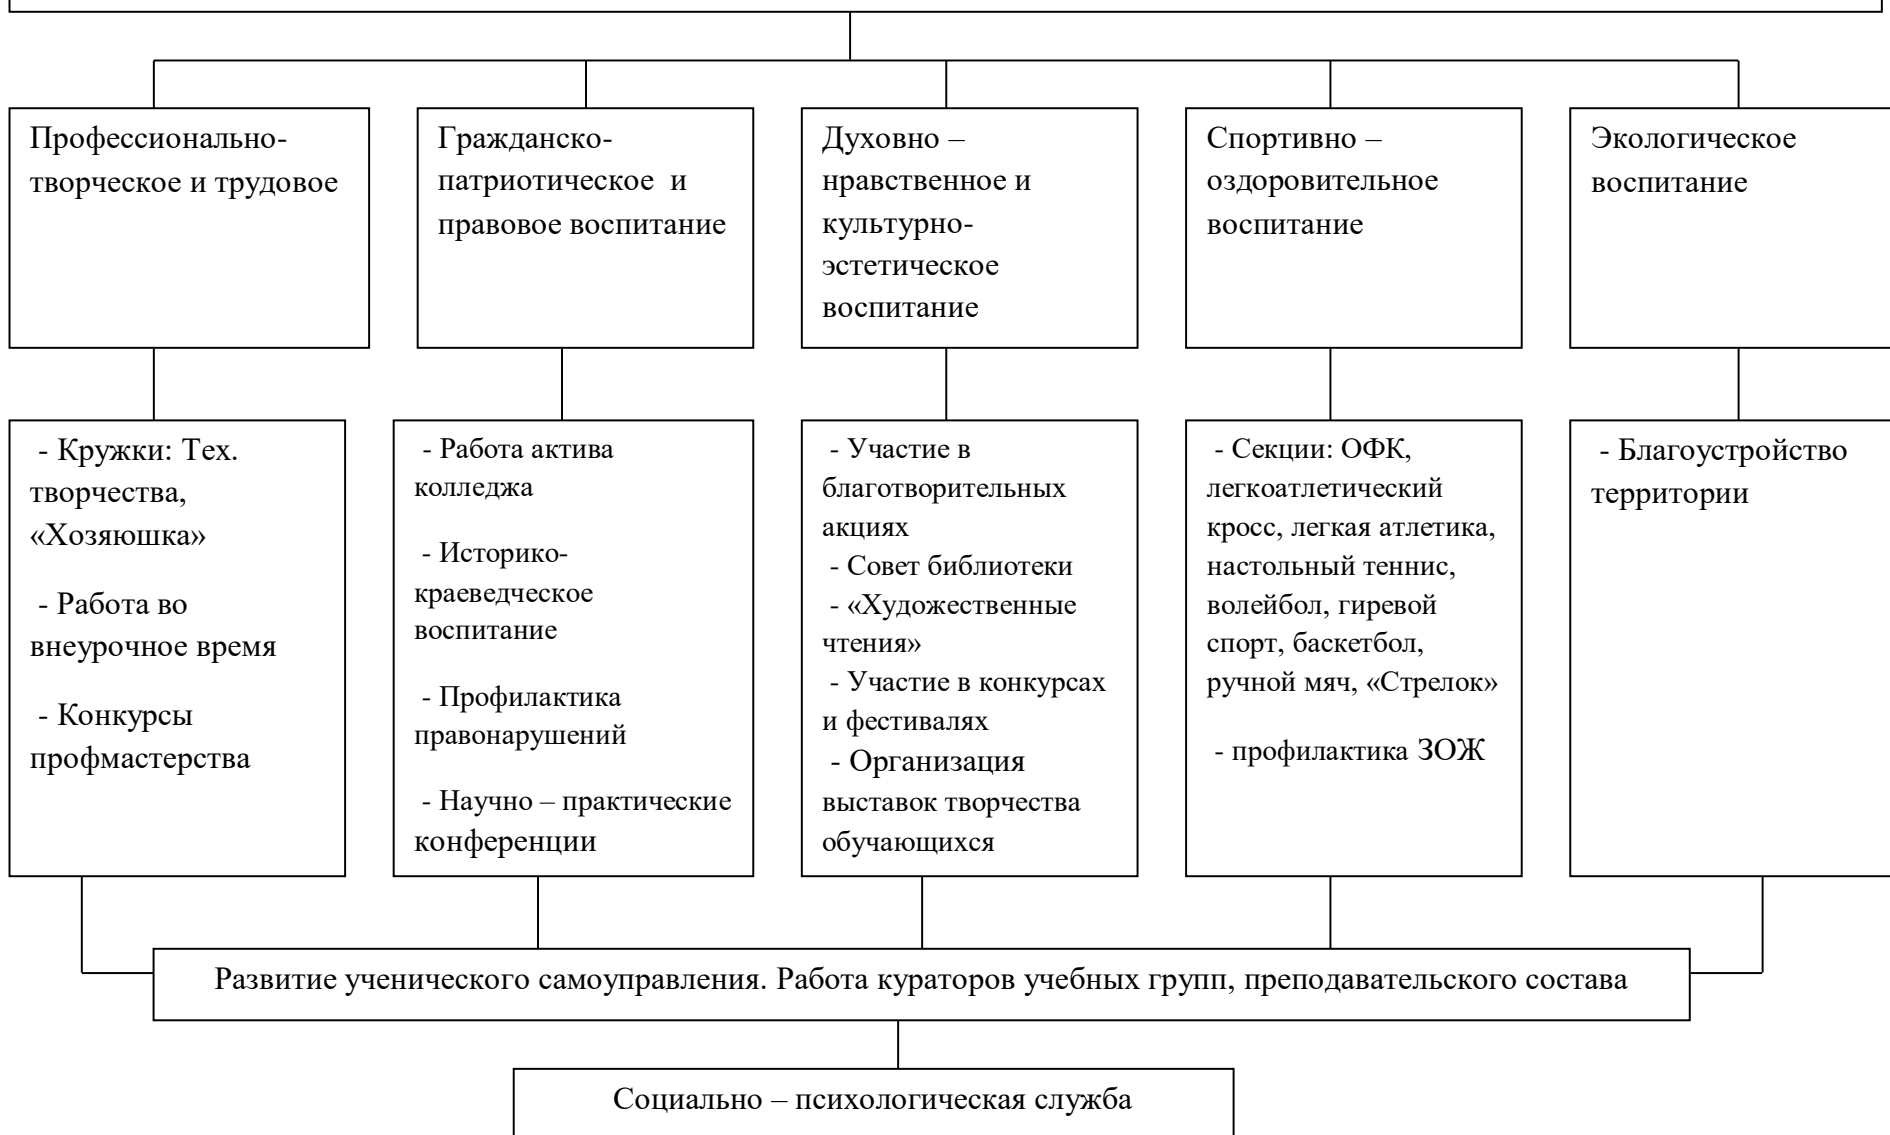 Профессионально-
творческое и трудовое
Гражданско-
патриотическое  и
правовое воспитание
Духовно –
нравственное и
культурно-
эстетическое
воспитание
Спортивно –
оздоровительное
воспитание
Экологическое
воспитание
- Кружки: Тех.
творчества,
«Хозяюшка»
- Работа во
внеурочное время
- Конкурсы
профмастерства
- Работа актива
колледжа
- Историко-
краеведческое
воспитание
- Профилактика
правонарушений
- Научно – практические
конференции
- Участие в
благотворительных
акциях
- Совет библиотеки
- «Художественные
чтения»
- Участие в конкурсах
и фестивалях
- Организация
выставок творчества
обучающихся
- Секции: ОФК,
легкоатлетический
кросс, легкая атлетика,
настольный теннис,
волейбол, гиревой
спорт, баскетбол,
ручной мяч, «Стрелок»
- профилактика ЗОЖ
- Благоустройство
территории
Развитие ученического самоуправления. Работа кураторов учебных групп, преподавательского состава
Социально – психологическая служба